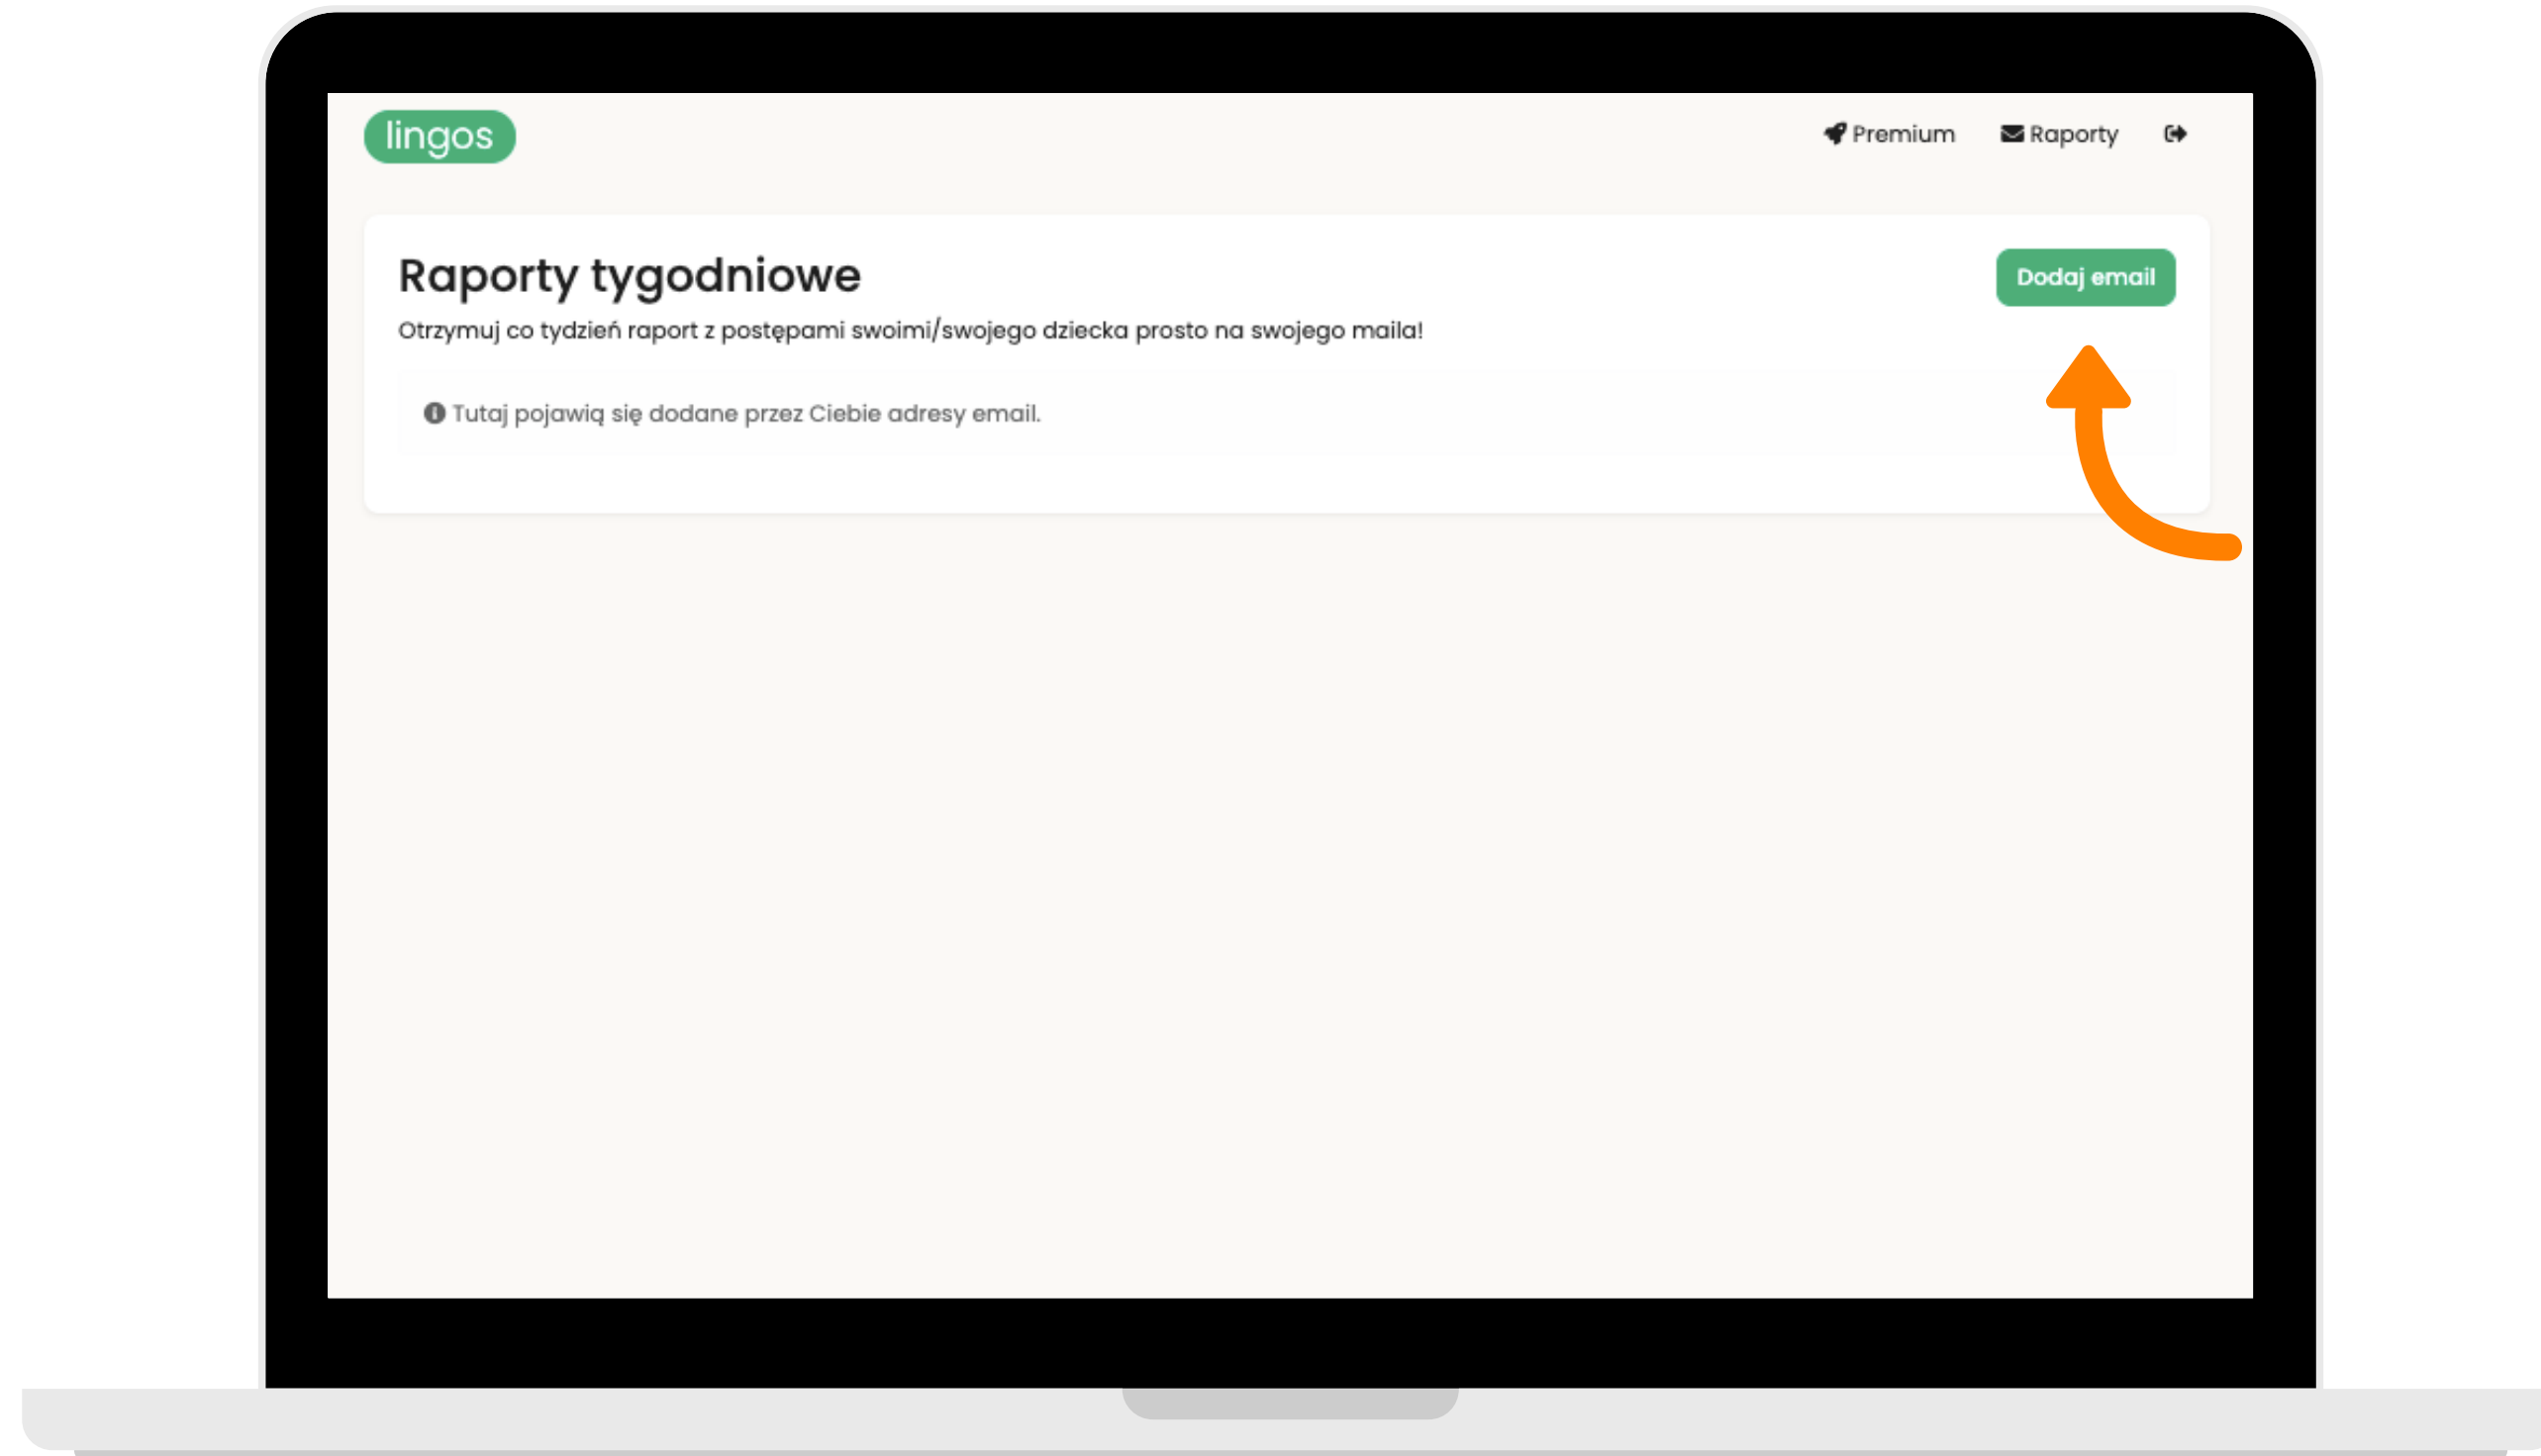 lingos
Premium
Raporty
Raporty tygodniowe
Dodaj email
Otrzymuj co tydzień raport z postępami swoimi/swojego dziecka prosto na swojego maila!
Tutaj pojawią się dodane przez Ciebie adresy email.